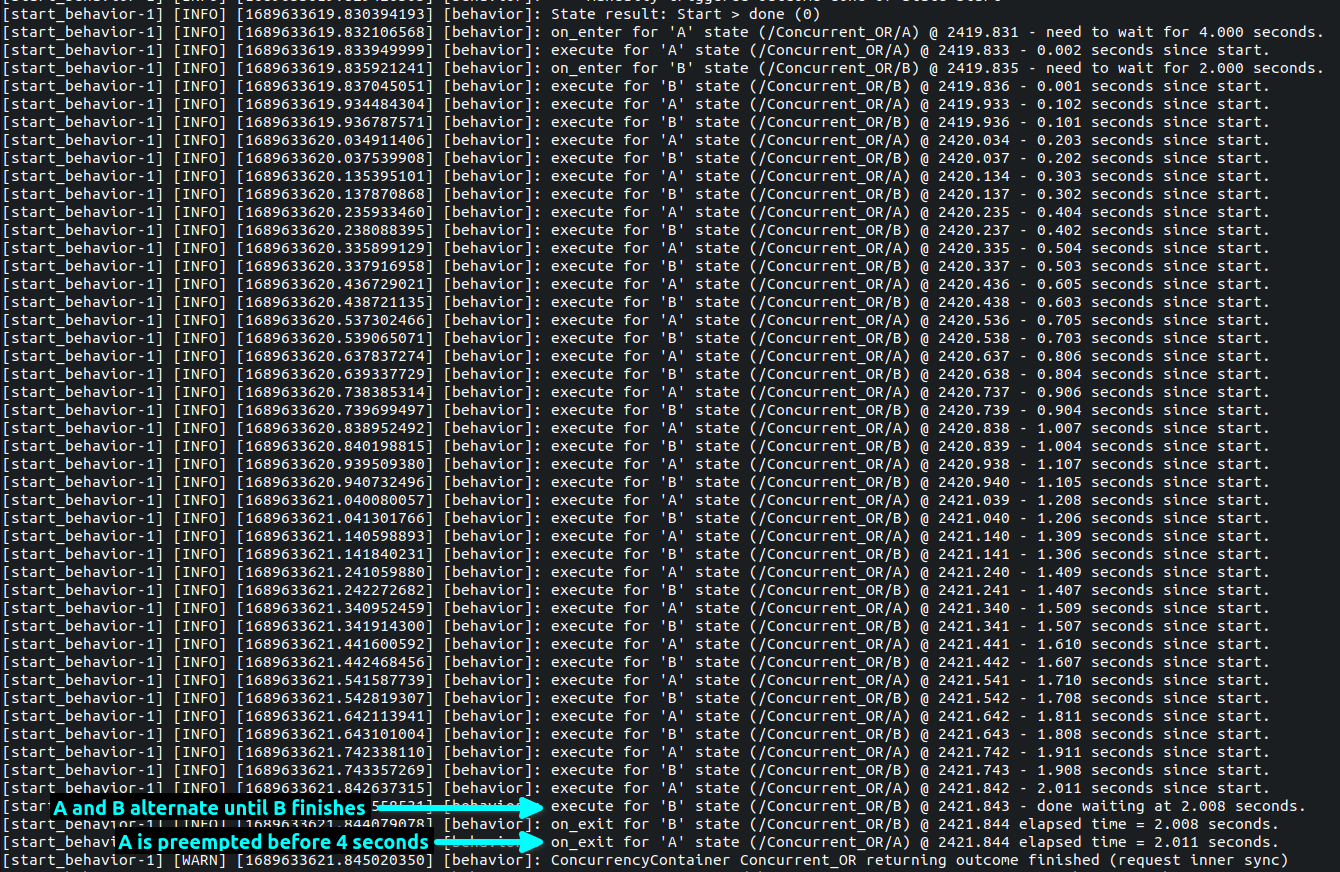 [start_behavior-1] [INFO] [1689633619.830394193] [behavior]: State result: Start > done (0)
[start_behavior-1] [INFO] [1689633619.832106568] [behavior]: on_enter for 'A' state (/Concurrent_OR/A) @ 2419.831 - need to wait for 4.000 seconds.
[start_behavior-1] [INFO] [1689633619.833949999] [behavior]: execute for 'A' state (/Concurrent_OR/A) @ 2419.833 - 0.002 seconds since start.
[start_behavior-1] [INFO] [1689633619.835921241] [behavior]: on_enter for 'B' state (/Concurrent_OR/B) @ 2419.835 - need to wait for 2.000 seconds.
[start_behavior-1] [INFO] [1689633619.837045051] [behavior]: execute for 'B' state (/Concurrent_OR/B) @ 2419.836 - 0.001 seconds since start.
[start_behavior-1] [INFO] [1689633619.934484304] [behavior]: execute for 'A' state (/Concurrent_OR/A) @ 2419.933 - 0.102 seconds since start.
[start_behavior-1] [INFO] [1689633619.936787571] [behavior]: execute for 'B' state (/Concurrent_OR/B) @ 2419.936 - 0.101 seconds since start.
[start_behavior-1] [INFO] [1689633620.034911406] [behavior]: execute for 'A' state (/Concurrent_OR/A) @ 2420.034 - 0.203 seconds since start.
[start_behavior-1] [INFO] [1689633620.037539908] [behavior]: execute for 'B' state (/Concurrent_OR/B) @ 2420.037 - 0.202 seconds since start.
[start_behavior-1] [INFO] [1689633620.135395101] [behavior]: execute for 'A' state (/Concurrent_OR/A) @ 2420.134 - 0.303 seconds since start.
[start_behavior-1] [INFO] [1689633620.137870868] [behavior]: execute for 'B' state (/Concurrent_OR/B) @ 2420.137 - 0.302 seconds since start.
[start_behavior-1] [INFO] [1689633620.235933460] [behavior]: execute for 'A' state (/Concurrent_OR/A) @ 2420.235 - 0.404 seconds since start.
[start_behavior-1] [INFO] [1689633620.238088395] [behavior]: execute for 'B' state (/Concurrent_OR/B) @ 2420.237 - 0.402 seconds since start.
[start_behavior-1] [INFO] [1689633620.335899129] [behavior]: execute for 'A' state (/Concurrent_OR/A) @ 2420.335 - 0.504 seconds since start.
[start_behavior-1] [INFO] [1689633620.337916958] [behavior]: execute for 'B' state (/Concurrent_OR/B) @ 2420.337 - 0.503 seconds since start.
[start_behavior-1] [INFO] [1689633620.436729021] [behavior]: execute for 'A' state (/Concurrent_OR/A) @ 2420.436 - 0.605 seconds since start.
[start_behavior-1] [INFO] [1689633620.438721135] [behavior]: execute for 'B' state (/Concurrent_OR/B) @ 2420.438 - 0.603 seconds since start.
[start_behavior-1] [INFO] [1689633620.537302466] [behavior]: execute for 'A' state (/Concurrent_OR/A) @ 2420.536 - 0.705 seconds since start.
[start_behavior-1] [INFO] [1689633620.539065071] [behavior]: execute for 'B' state (/Concurrent_OR/B) @ 2420.538 - 0.703 seconds since start.
[start_behavior-1] [INFO] [1689633620.637837274] [behavior]: execute for 'A' state (/Concurrent_OR/A) @ 2420.637 - 0.806 seconds since start.
[start_behavior-1] [INFO] [1689633620.639337729] [behavior]: execute for 'B' state (/Concurrent_OR/B) @ 2420.638 - 0.804 seconds since start.
[start_behavior-1] [INFO] [1689633620.738385314] [behavior]: execute for 'A' state (/Concurrent_OR/A) @ 2420.737 - 0.906 seconds since start.
[start_behavior-1] [INFO] [1689633620.739699497] [behavior]: execute for 'B' state (/Concurrent_OR/B) @ 2420.739 - 0.904 seconds since start.
[start_behavior-1] [INFO] [1689633620.838952492] [behavior]: execute for 'A' state (/Concurrent_OR/A) @ 2420.838 - 1.007 seconds since start.
[start_behavior-1] [INFO] [1689633620.840198815] [behavior]: execute for 'B' state (/Concurrent_OR/B) @ 2420.839 - 1.004 seconds since start.
[start_behavior-1] [INFO] [1689633620.939509380] [behavior]: execute for 'A' state (/Concurrent_OR/A) @ 2420.938 - 1.107 seconds since start.
[start_behavior-1] [INFO] [1689633620.940732496] [behavior]: execute for 'B' state (/Concurrent_OR/B) @ 2420.940 - 1.105 seconds since start.
[start_behavior-1] [INFO] [1689633621.040080057] [behavior]: execute for 'A' state (/Concurrent_OR/A) @ 2421.039 - 1.208 seconds since start.
[start_behavior-1] [INFO] [1689633621.041301766] [behavior]: execute for 'B' state (/Concurrent_OR/B) @ 2421.040 - 1.206 seconds since start.
[start_behavior-1] [INFO] [1689633621.140598893] [behavior]: execute for 'A' state (/Concurrent_OR/A) @ 2421.140 - 1.309 seconds since start.
[start_behavior-1] [INFO] [1689633621.141840231] [behavior]: execute for 'B' state (/Concurrent_OR/B) @ 2421.141 - 1.306 seconds since start.
[start_behavior-1] [INFO] [1689633621.241059880] [behavior]: execute for 'A' state (/Concurrent_OR/A) @ 2421.240 - 1.409 seconds since start.
[start_behavior-1] [INFO] [1689633621.242272682] [behavior]: execute for 'B' state (/Concurrent_OR/B) @ 2421.241 - 1.407 seconds since start.
[start_behavior-1] [INFO] [1689633621.340952459] [behavior]: execute for 'A' state (/Concurrent_OR/A) @ 2421.340 - 1.509 seconds since start.
[start_behavior-1] [INFO] [1689633621.341914300] [behavior]: execute for 'B' state (/Concurrent_OR/B) @ 2421.341 - 1.507 seconds since start.
[start_behavior-1] [INFO] [1689633621.441600592] [behavior]: execute for 'A' state (/Concurrent_OR/A) @ 2421.441 - 1.610 seconds since start.
[start_behavior-1] [INFO] [1689633621.442468456] [behavior]: execute for 'B' state (/Concurrent_OR/B) @ 2421.442 - 1.607 seconds since start.
[start_behavior-1] [INFO] [1689633621.541587739] [behavior]: execute for 'A' state (/Concurrent_OR/A) @ 2421.541 - 1.710 seconds since start.
[start_behavior-1] [INFO] [1689633621.542819307] [behavior]: execute for 'B' state (/Concurrent_OR/B) @ 2421.542 - 1.708 seconds since start.
[start_behavior-1] [INFO] [1689633621.642113941] [behavior]: execute for 'A' state (/Concurrent_OR/A) @ 2421.642 - 1.811 seconds since start.
[start_behavior-1] [INFO] [1689633621.643101004] [behavior]: execute for 'B' state (/Concurrent_OR/B) @ 2421.643 - 1.808 seconds since start.
[start_behavior-1] [INFO] [1689633621.742338110] [behavior]: execute for 'A' state (/Concurrent_OR/A) @ 2421.742 - 1.911 seconds since start.
[start_behavior-1] [INFO] [1689633621.743357269] [behavior]: execute for 'B' state (/Concurrent_OR/B) @ 2421.743 - 1.908 seconds since start.
[start_behavior-1] [INFO] [1689633621.842637315] [behavior]: execute for 'A' state (/Concurrent_OR/A) @ 2421.842 - 2.011 seconds since start.
A and B alternate until B finishes execute for 'B' state (/Concurrent_OR/B) @ 2421.843 - done waiting at 2.008 seconds.
[start_behavior-1] [INFO] [1689633621.844079078] [behavior]: on_exit for 'B' state (/Concurrent_OR/B) @ 2421.844 elapsed time = 2.008 seconds.
A is preempted before 4 seconds on_exit for 'A' state (/Concurrent_OR/A) @ 2421.844 elapsed time = 2.011 seconds.
[start_behavior-1] [WARN] [1689633621.845020350] [behavior]: ConcurrencyContainer Concurrent_OR returning outcome finished (request inner sync)